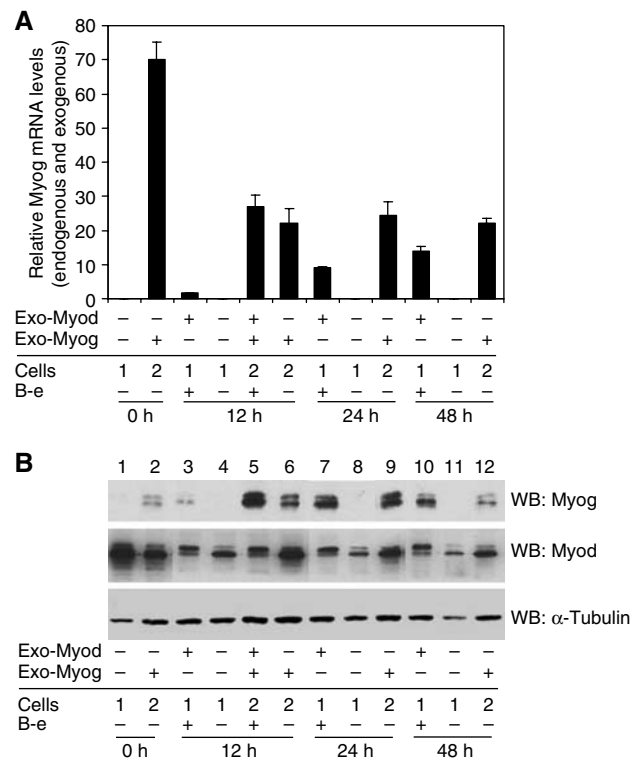 A
Relative Myog mRNA levels
(endogenous and exogenous)
80
70
60
50
40
30
20
10
0
Exo-Myod – – + – + – + – – + – –
Exo-Myog – + – – + + – – + – – +
Cells 1 2 1 1 2 2 1 1 2 1 1 2
B-e – – + – + – + – – + – –
0 h 12 h 24 h 48 h
B
1 2 3 4 5 6 7 8 9 10 11 12
WB: Myog
WB: Myod
WB: α-Tubulin
Exo-Myod – – + – + – + – – + – –
Exo-Myog – + – – + + – – + – – +
Cells 1 2 1 1 2 2 1 1 2 1 1 2
B-e – – + – + – + – – + – –
0 h 12 h 24 h 48 h